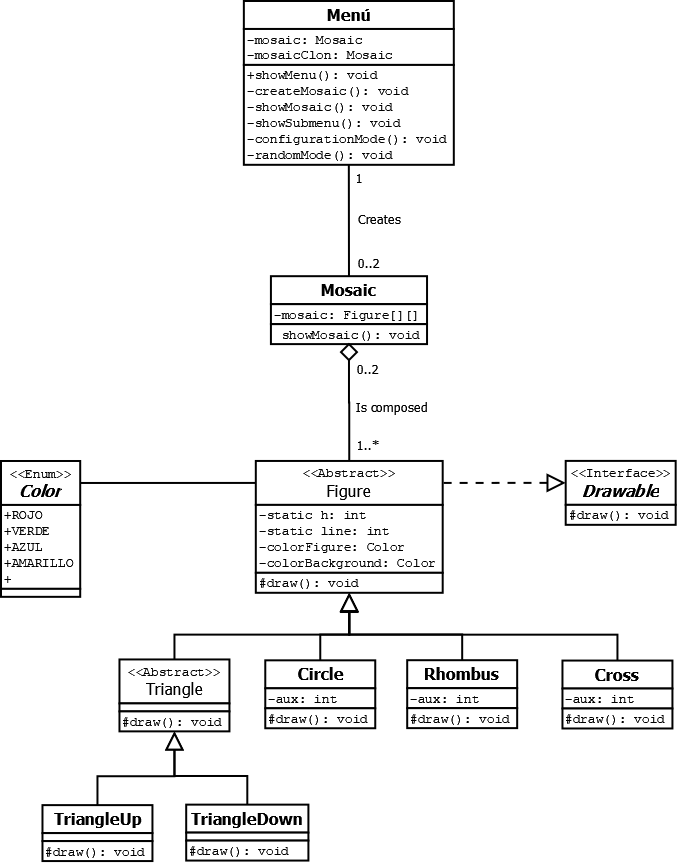 Menú
-mosaic: Mosaic
-mosaicClon: Mosaic
+showMenu(): void
-createMosaic(): void
-showMosaic(): void
-showSubmenu(): void
-configurationMode(): void
-randomMode(): void
1
Creates
0..2
Mosaic
-mosaic: Figure[][]
showMosaic(): void
0..2
Is composed
1..*
<<Enum>>
Color
+ROJO
+VERDE
+AZUL
+AMARILLO
+
<<Abstract>>
Figure
-static h: int
-static line: int
-colorFigure: Color
-colorBackground: Color
#draw(): void
<<Interface>>
Drawable
#draw(): void
<<Abstract>>
Triangle
#draw(): void
Circle
-aux: int
#draw(): void
Rhombus
-aux: int
#draw(): void
Cross
-aux: int
#draw(): void
TriangleUp
#draw(): void
TriangleDown
#draw(): void